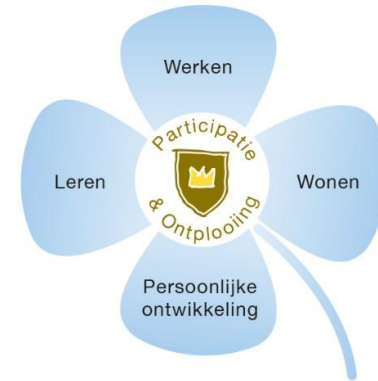 Werken
Participatie
Leren
Wonen
& Ontplooiing
Persoonlijke
ontwikkeling